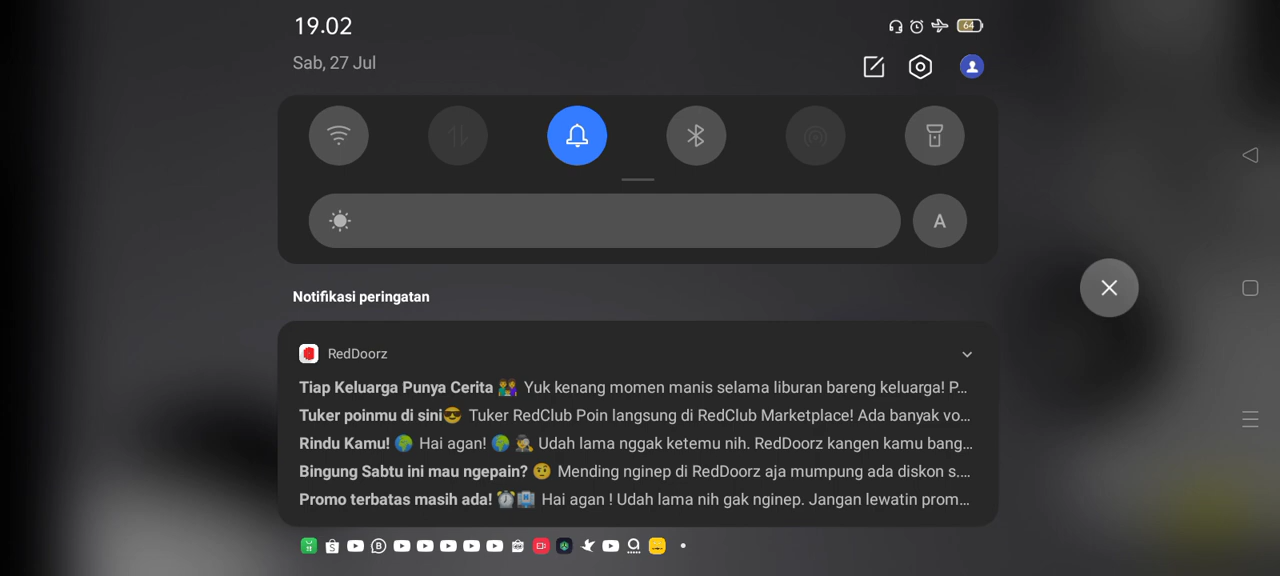 19.02
64
Sab, 27 Jul
A
Notifikasi peringatan
RedDoorz
Tiap Keluarga Punya Cerita 👫 Yuk kenang momen manis selama liburan bareng keluarga! P...
Tuker poinmu di sini😎 Tuker RedClub Poin langsung di RedClub Marketplace! Ada banyak vo...
Rindu Kamu! 🌍 Hai agan! 🌍 🕵 Udah lama nggak ketemu nih. RedDoorz kangen kamu bang...
Bingung Sabtu ini mau ngepain? 🤨 Mending nginep di RedDoorz aja mumpung ada diskon s....
Promo terbatas masih ada! ⏰🏨 Hai agan ! Udah lama nih gak nginep. Jangan lewatin prom...